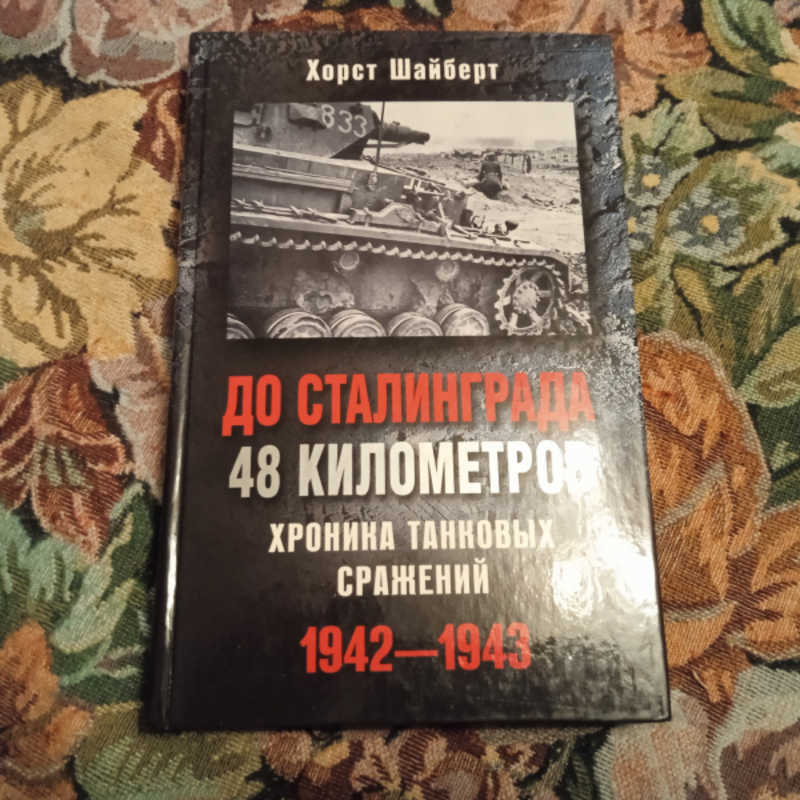 Хорст Шайберт
833
ДО СТАЛИНГРАДА
48 КИЛОМЕТРОВ
ХРОНИКА ТАНКОВЫХ
СРАЖЕНИЙ
1942—1943